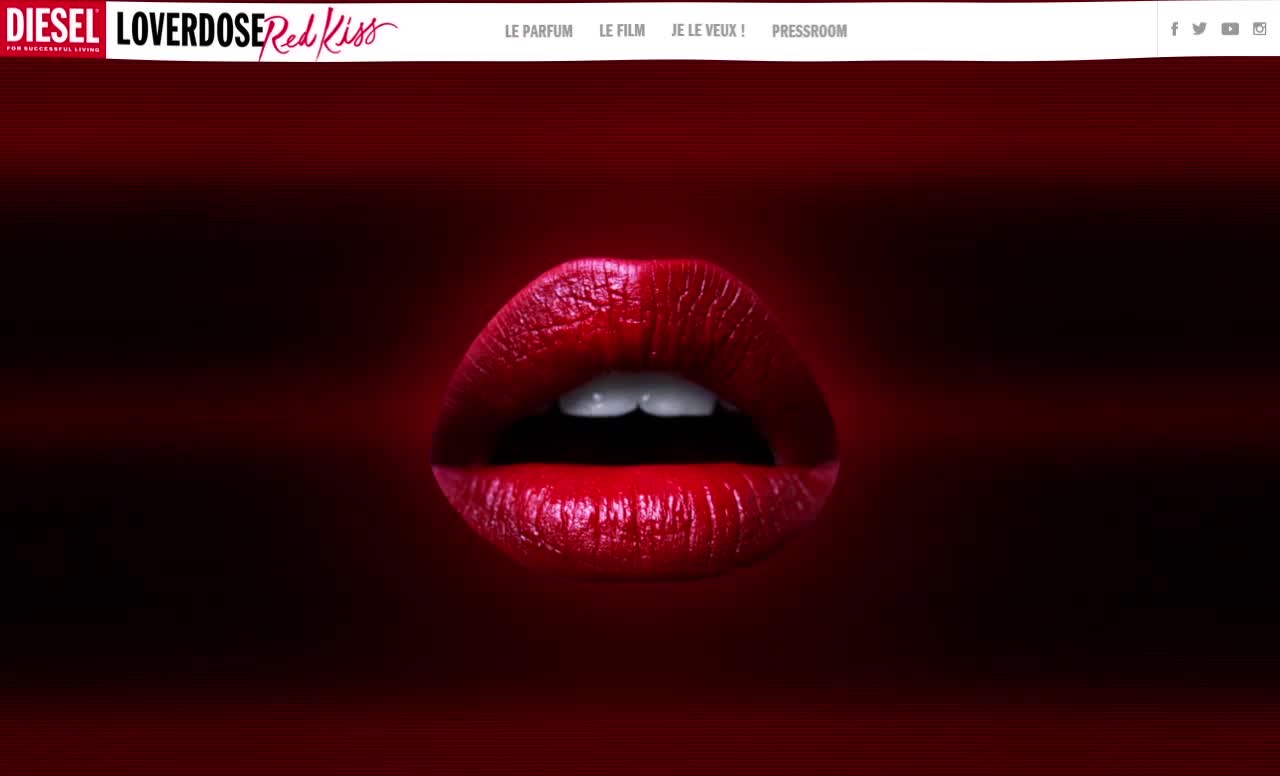 DIESEL
FOR SUCCESSFUL LIVING
LOVERDOSE Red Kiss
LE PARFUM LE FILM JE LE VEUX ! PRESSROOM